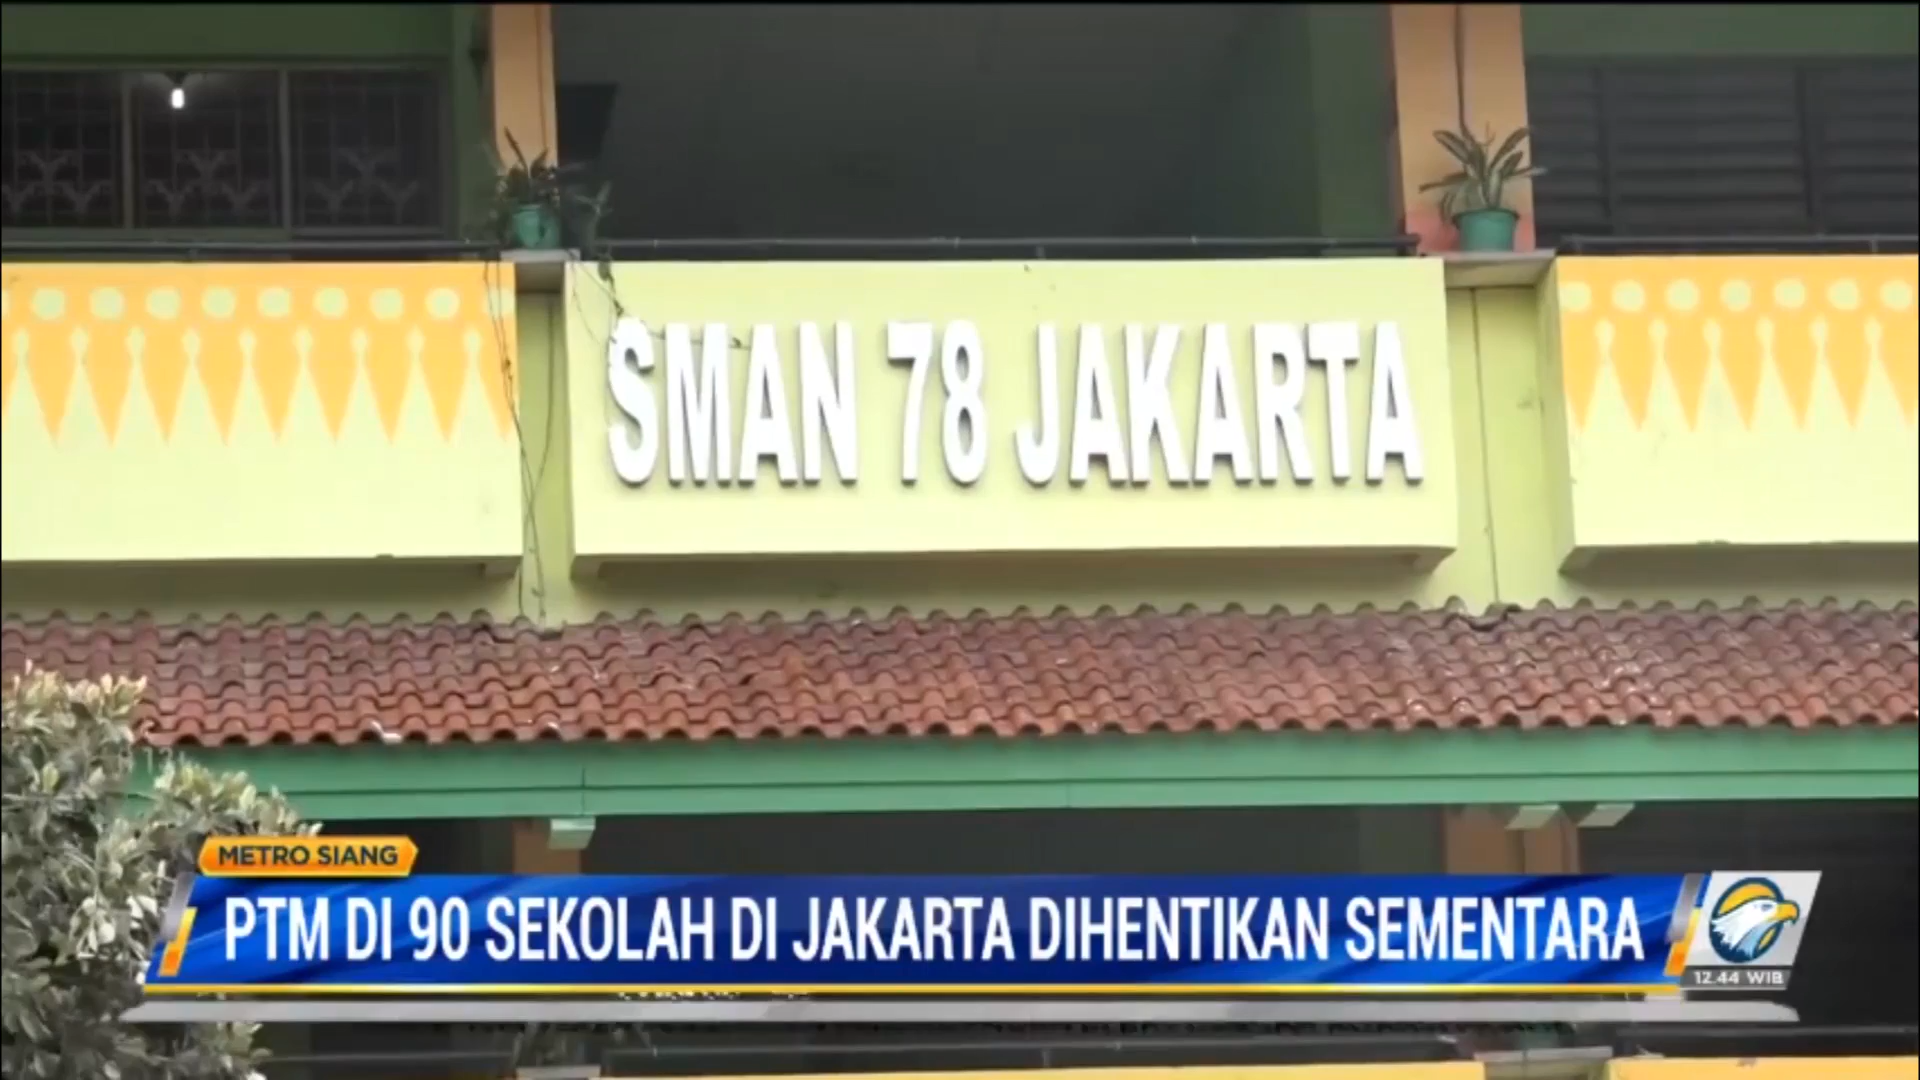 SMAN 78 JAKARTA
METRO SIANG
PTM DI 90 SEKOLAH DI JAKARTA DIHENTIKAN SEMENTARA
12.44 WIB